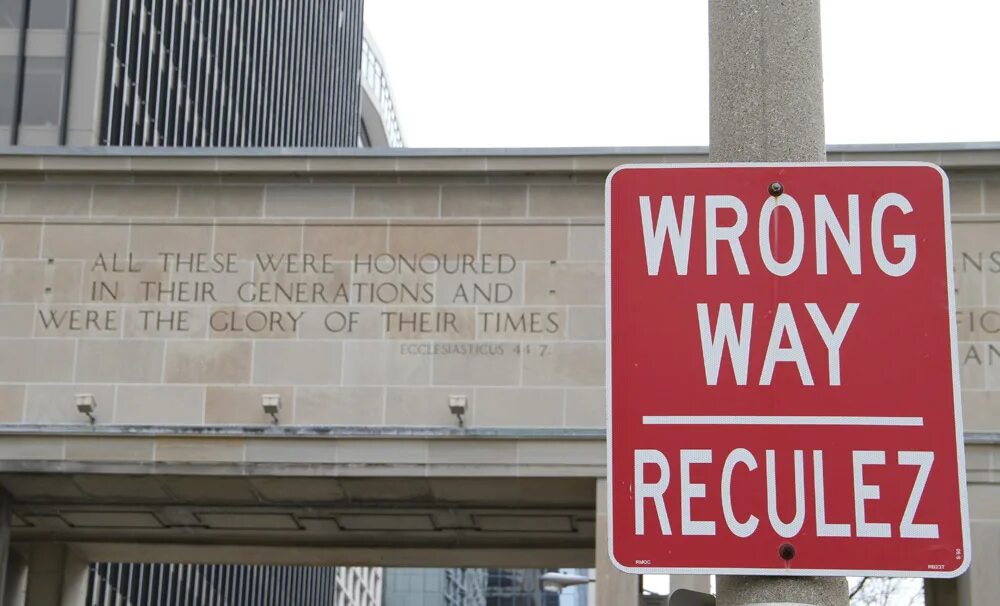 ALL THESE WERE HONOURED
IN THEIR GENERATIONS AND
WERE THE GLORY OF THEIR TIMES
ECCLESIASTICUS 44 7.
WRONG
WAY
RECULEZ
RMOC